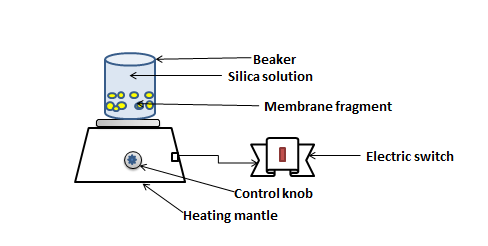 Beaker
Silica solution
Membrane fragment
Electric switch
Control knob
Heating mantle